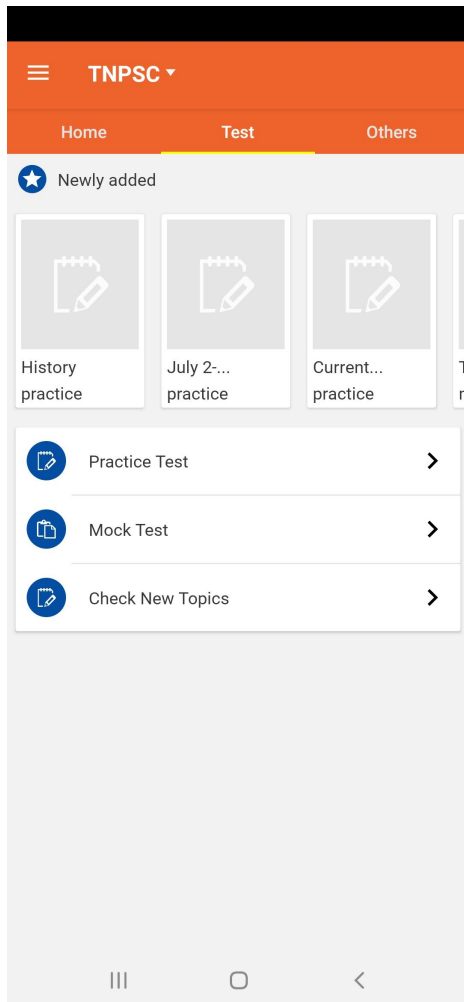 TNPSC
Home Test Others
Newly added
History
practice
July 2-...
practice
Current...
practice
Practice Test
Mock Test
Check New Topics